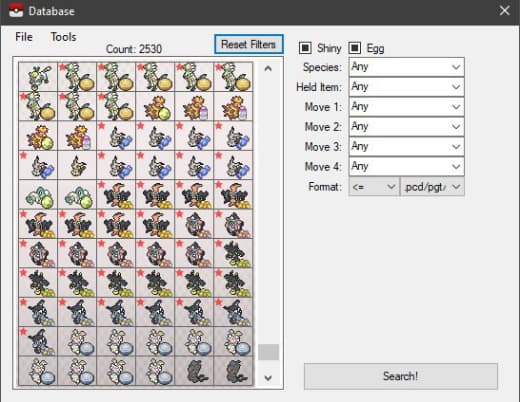 Database
File Tools
Count: 2530
Reset Filters
Shiny Egg
Species: Any
Held Item: Any
Move 1: Any
Move 2: Any
Move 3: Any
Move 4: Any
Format: <= .pcd/pgt/
Search!